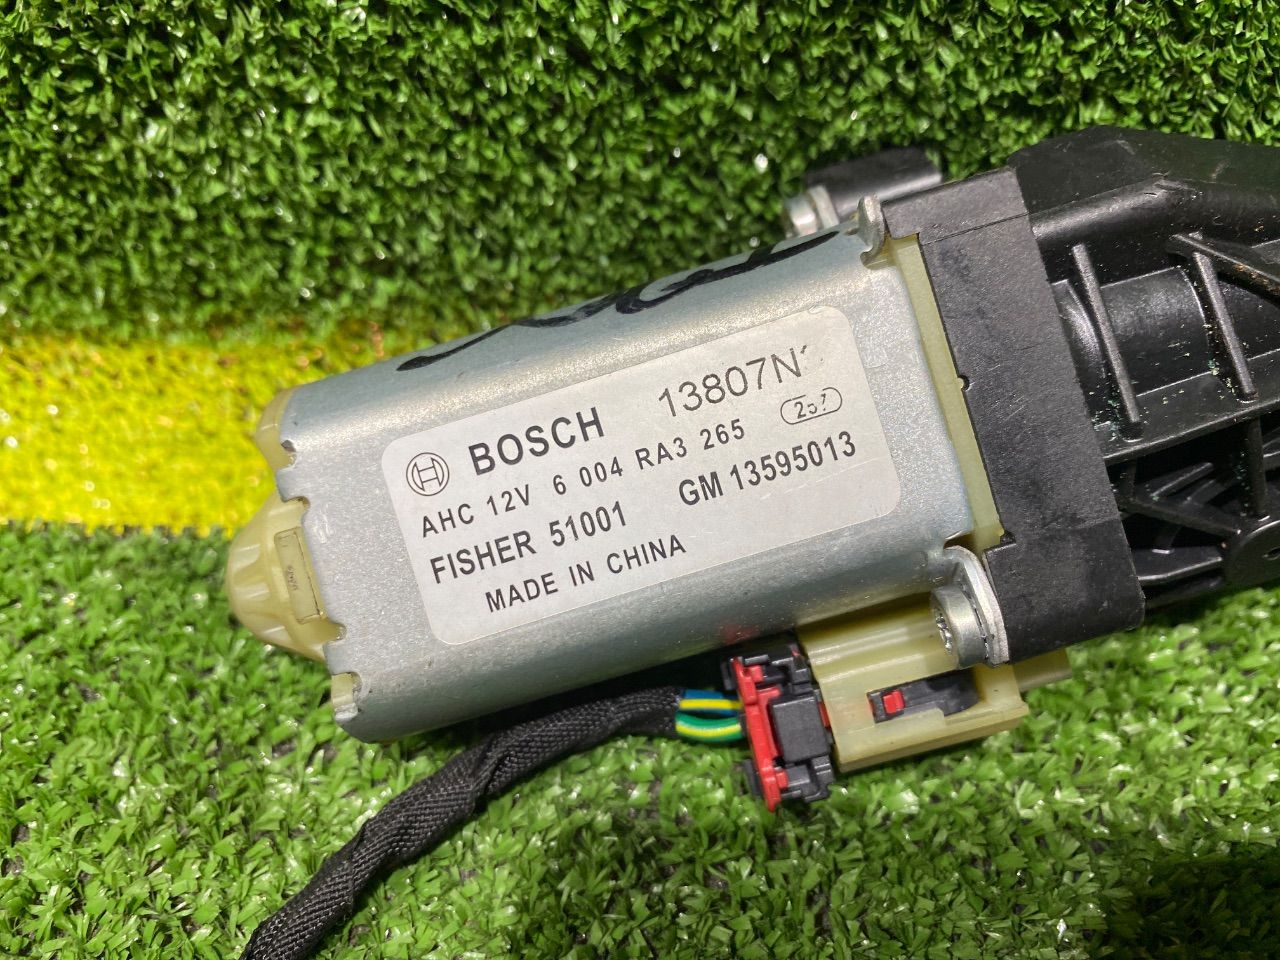 BOSCH 13807N
AHC 12V 6 004 RA3 265
FISHER 51001 GM 13595013
MADE IN CHINA